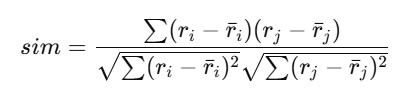 $sim = \frac{\sum (r_i - \bar{r}_i)(r_j - \bar{r}_j)}{\sqrt{\sum (r_i - \bar{r}_i)^2} \sqrt{\sum (r_j - \bar{r}_j)^2}}$